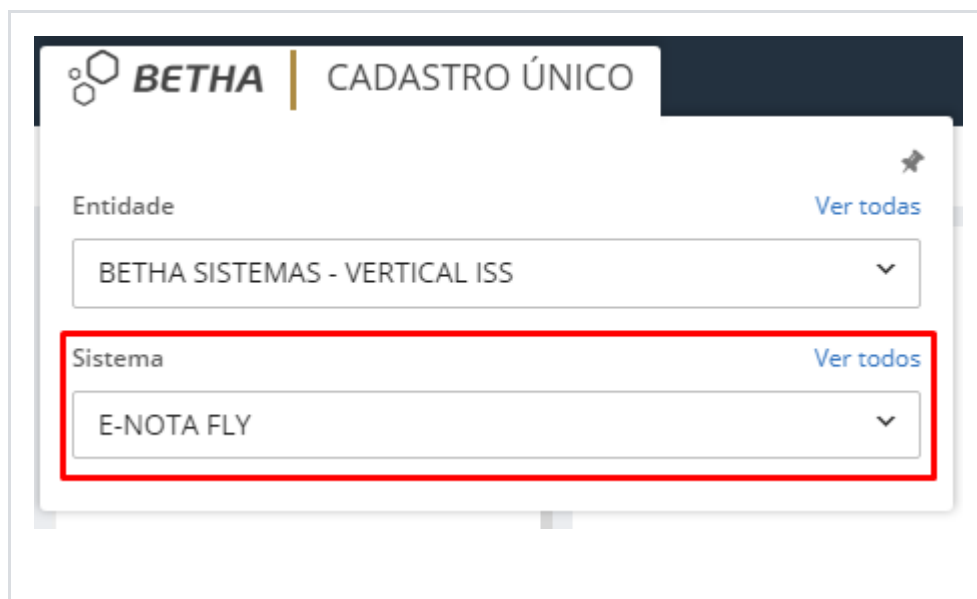 BETHA CADASTRO ÚNICO
Entidade Ver todas
BETHA SISTEMAS - VERTICAL ISS
Sistema Ver todos
E-NOTA FLY